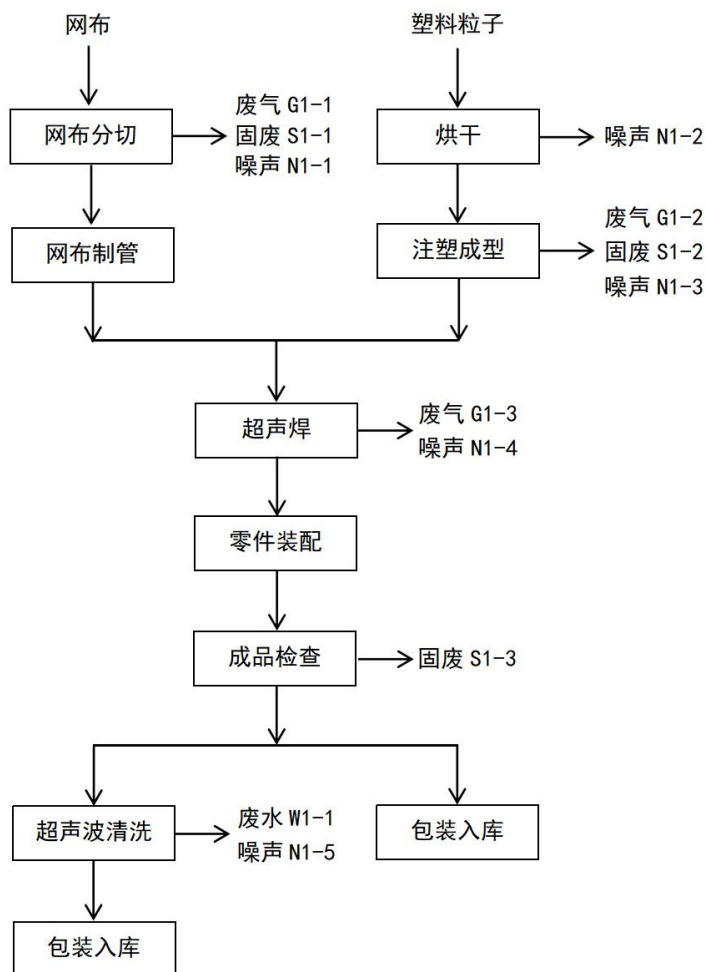 网布
塑料粒子
网布分切
废气 G1-1
固废 S1-1
噪声 N1-1
烘干
噪声 N1-2
网布制管
注塑成型
废气 G1-2
固废 S1-2
噪声 N1-3
超声焊
废气 G1-3
噪声 N1-4
零件装配
成品检查
固废 S1-3
超声波清洗
废水 W1-1
噪声 N1-5
包装入库
包装入库